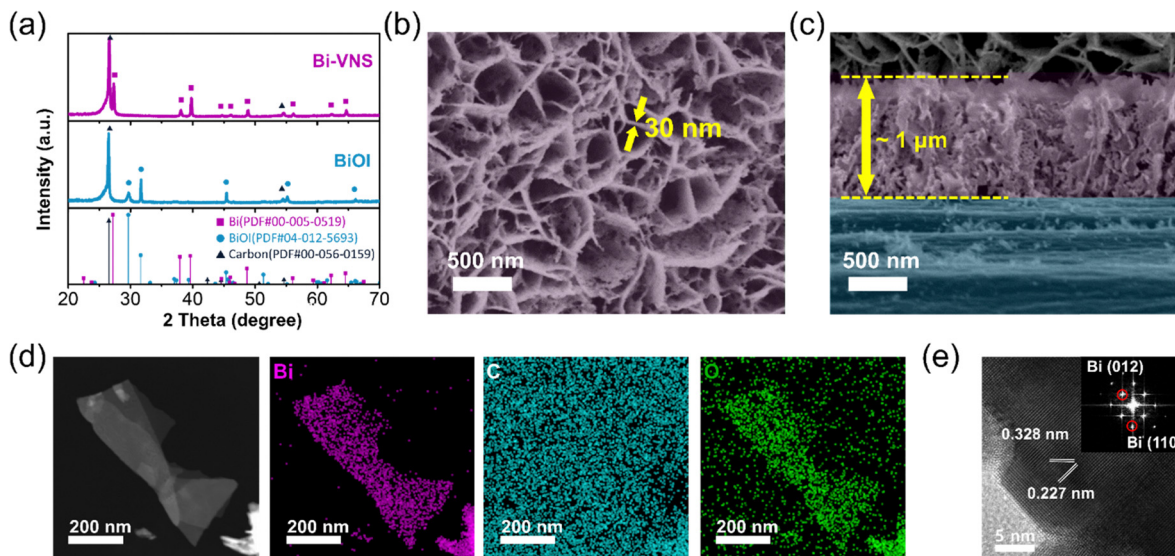 (a)
Intensity (a.u.)
Bi-VNS
BiOI
Bi(PDF#00-005-0519)
BiOI(PDF#04-012-5693)
Carbon(PDF#00-056-0159)
20 30 40 50 60 70
2 Theta (degree)
(b)
30 nm
500 nm
(c)
~ 1 μm
500 nm
(d)
200 nm
Bi
200 nm
C
200 nm
O
200 nm
(e)
Bi (012)
Bi (110
0.328 nm
0.227 nm
5 nm